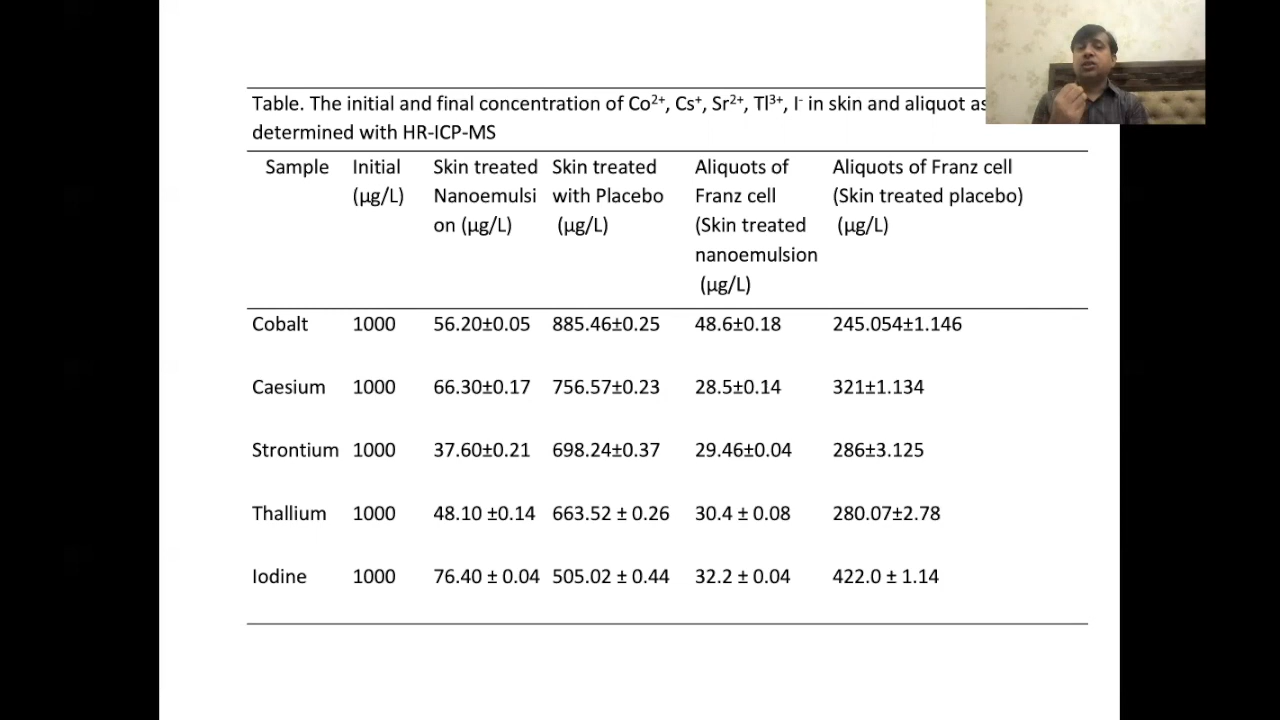 Table. The initial and final concentration of Co²⁺, Cs⁺, Sr²⁺, Tl³⁺, I⁻ in skin and aliquot as
determined with HR-ICP-MS
Sample Initial (µg/L) Skin treated Nanoemulsi on (µg/L) Skin treated with Placebo (µg/L) Aliquots of Franz cell (Skin treated nanoemulsion (µg/L) Aliquots of Franz cell (Skin treated placebo) (µg/L)
Cobalt 1000 56.20±0.05 885.46±0.25 48.6±0.18 245.054±1.146
Caesium 1000 66.30±0.17 756.57±0.23 28.5±0.14 321±1.134
Strontium 1000 37.60±0.21 698.24±0.37 29.46±0.04 286±3.125
Thallium 1000 48.10 ±0.14 663.52 ± 0.26 30.4 ± 0.08 280.07±2.78
Iodine 1000 76.40 ± 0.04 505.02 ± 0.44 32.2 ± 0.04 422.0 ± 1.14